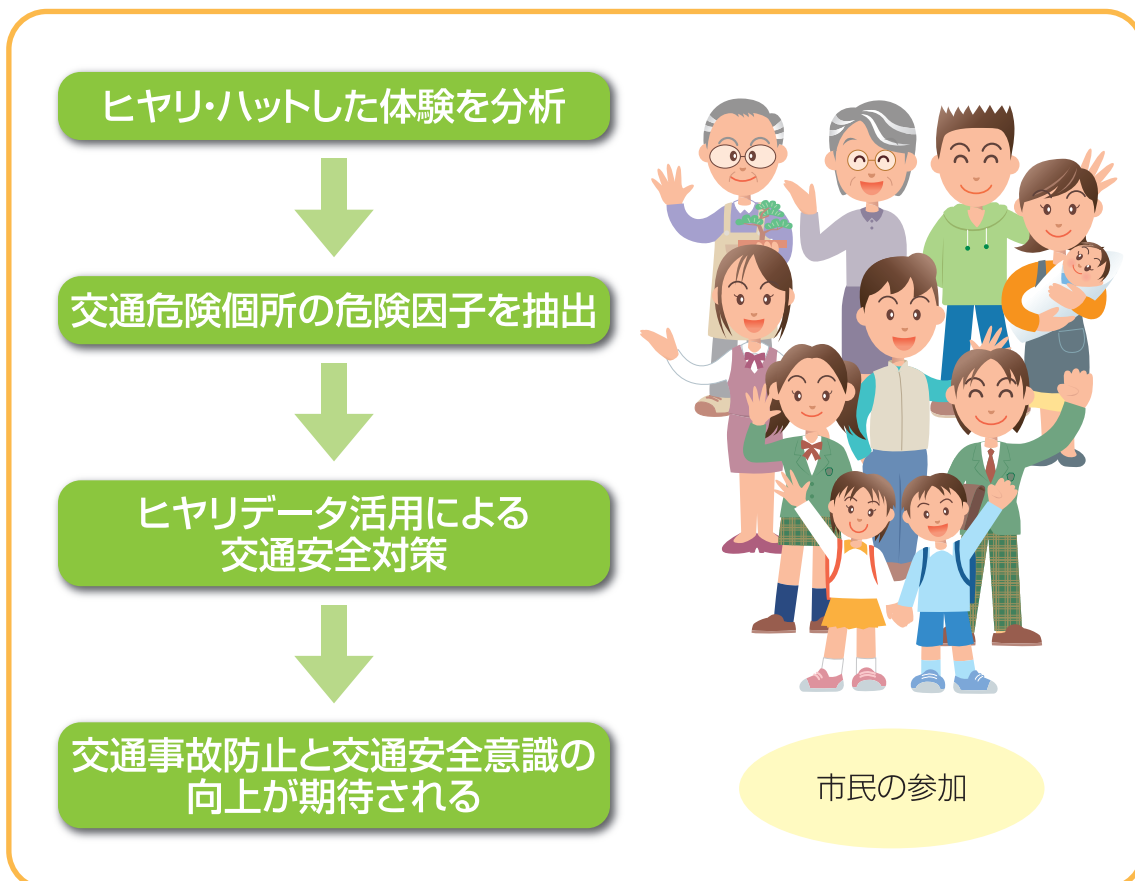 ヒヤリ・ハットした体験を分析
交通危険個所の危険因子を抽出
ヒヤリデータ活用による
交通安全対策
交通事故防止と交通安全意識の
向上が期待される
市民の参加